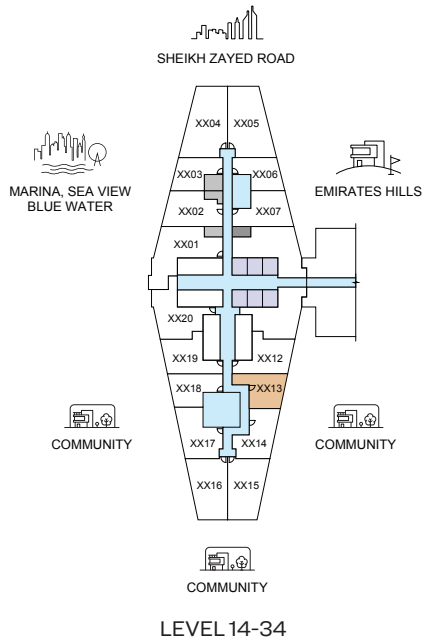 SHEIKH ZAYED ROAD
XX04
XX05
XX03
XX06
MARINA, SEA VIEW
BLUE WATER
EMIRATES HILLS
XX02
XX07
XX01
XX20
XX19
XX12
XX18
XX13
COMMUNITY
COMMUNITY
XX17
XX14
XX16
XX15
COMMUNITY
LEVEL 14-34